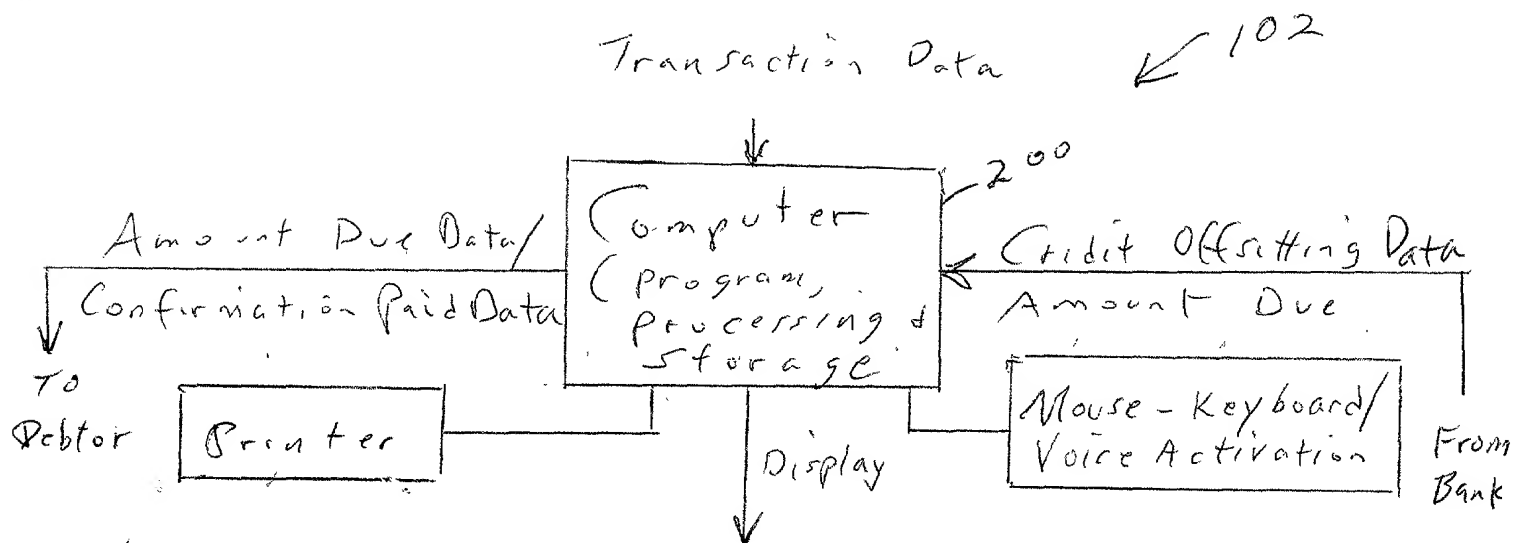 102
Transaction Data
200
Computer
(program,
processing &
storage
Amount Due Data/
Confirmation Paid Data
To
Debtor
Credit Offsetting Data
Amount Due
From
Bank
Printer
Display
Mouse-Keyboard/
Voice Activation